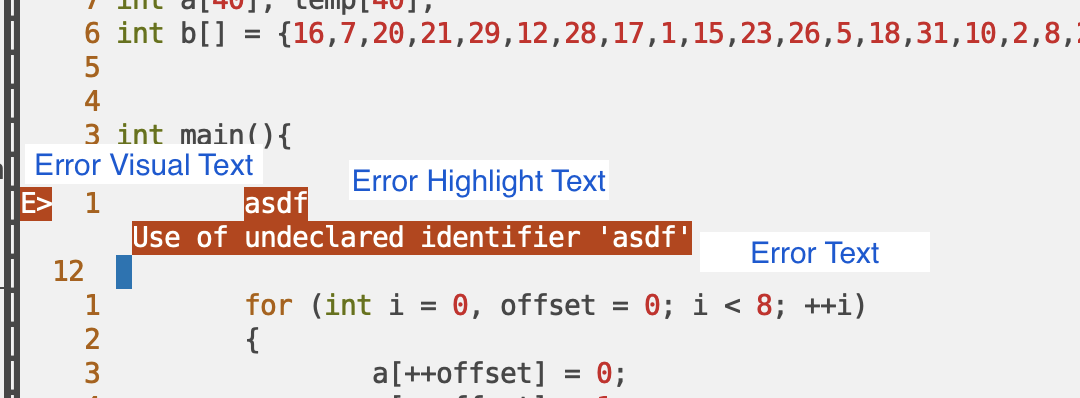 7 int a[40], temp[40];
6 int b[] = {16,7,20,21,29,12,28,17,1,15,23,26,5,18,31,10,2,8,
5
4
3 int main(){
Error Visual Text
Error Highlight Text
E> 1 asdf
Use of undeclared identifier 'asdf'
Error Text
12
1 for (int i = 0, offset = 0; i < 8; ++i)
2 {
3 a[++offset] = 0;